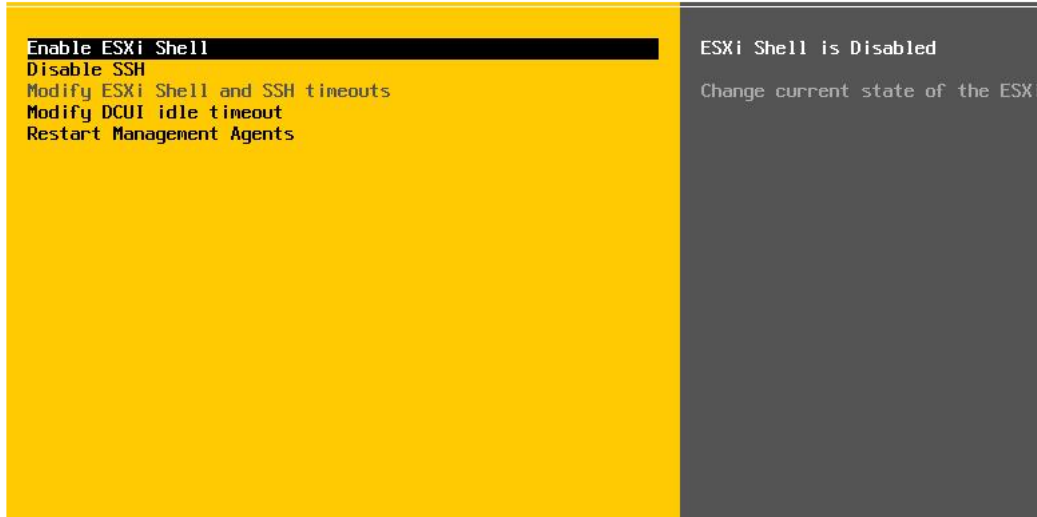 Enable ESXi Shell
Disable SSH
Modify ESXi Shell and SSH timeouts
Modify DCUI idle timeout
Restart Management Agents
ESXi Shell is Disabled
Change current state of the ESX